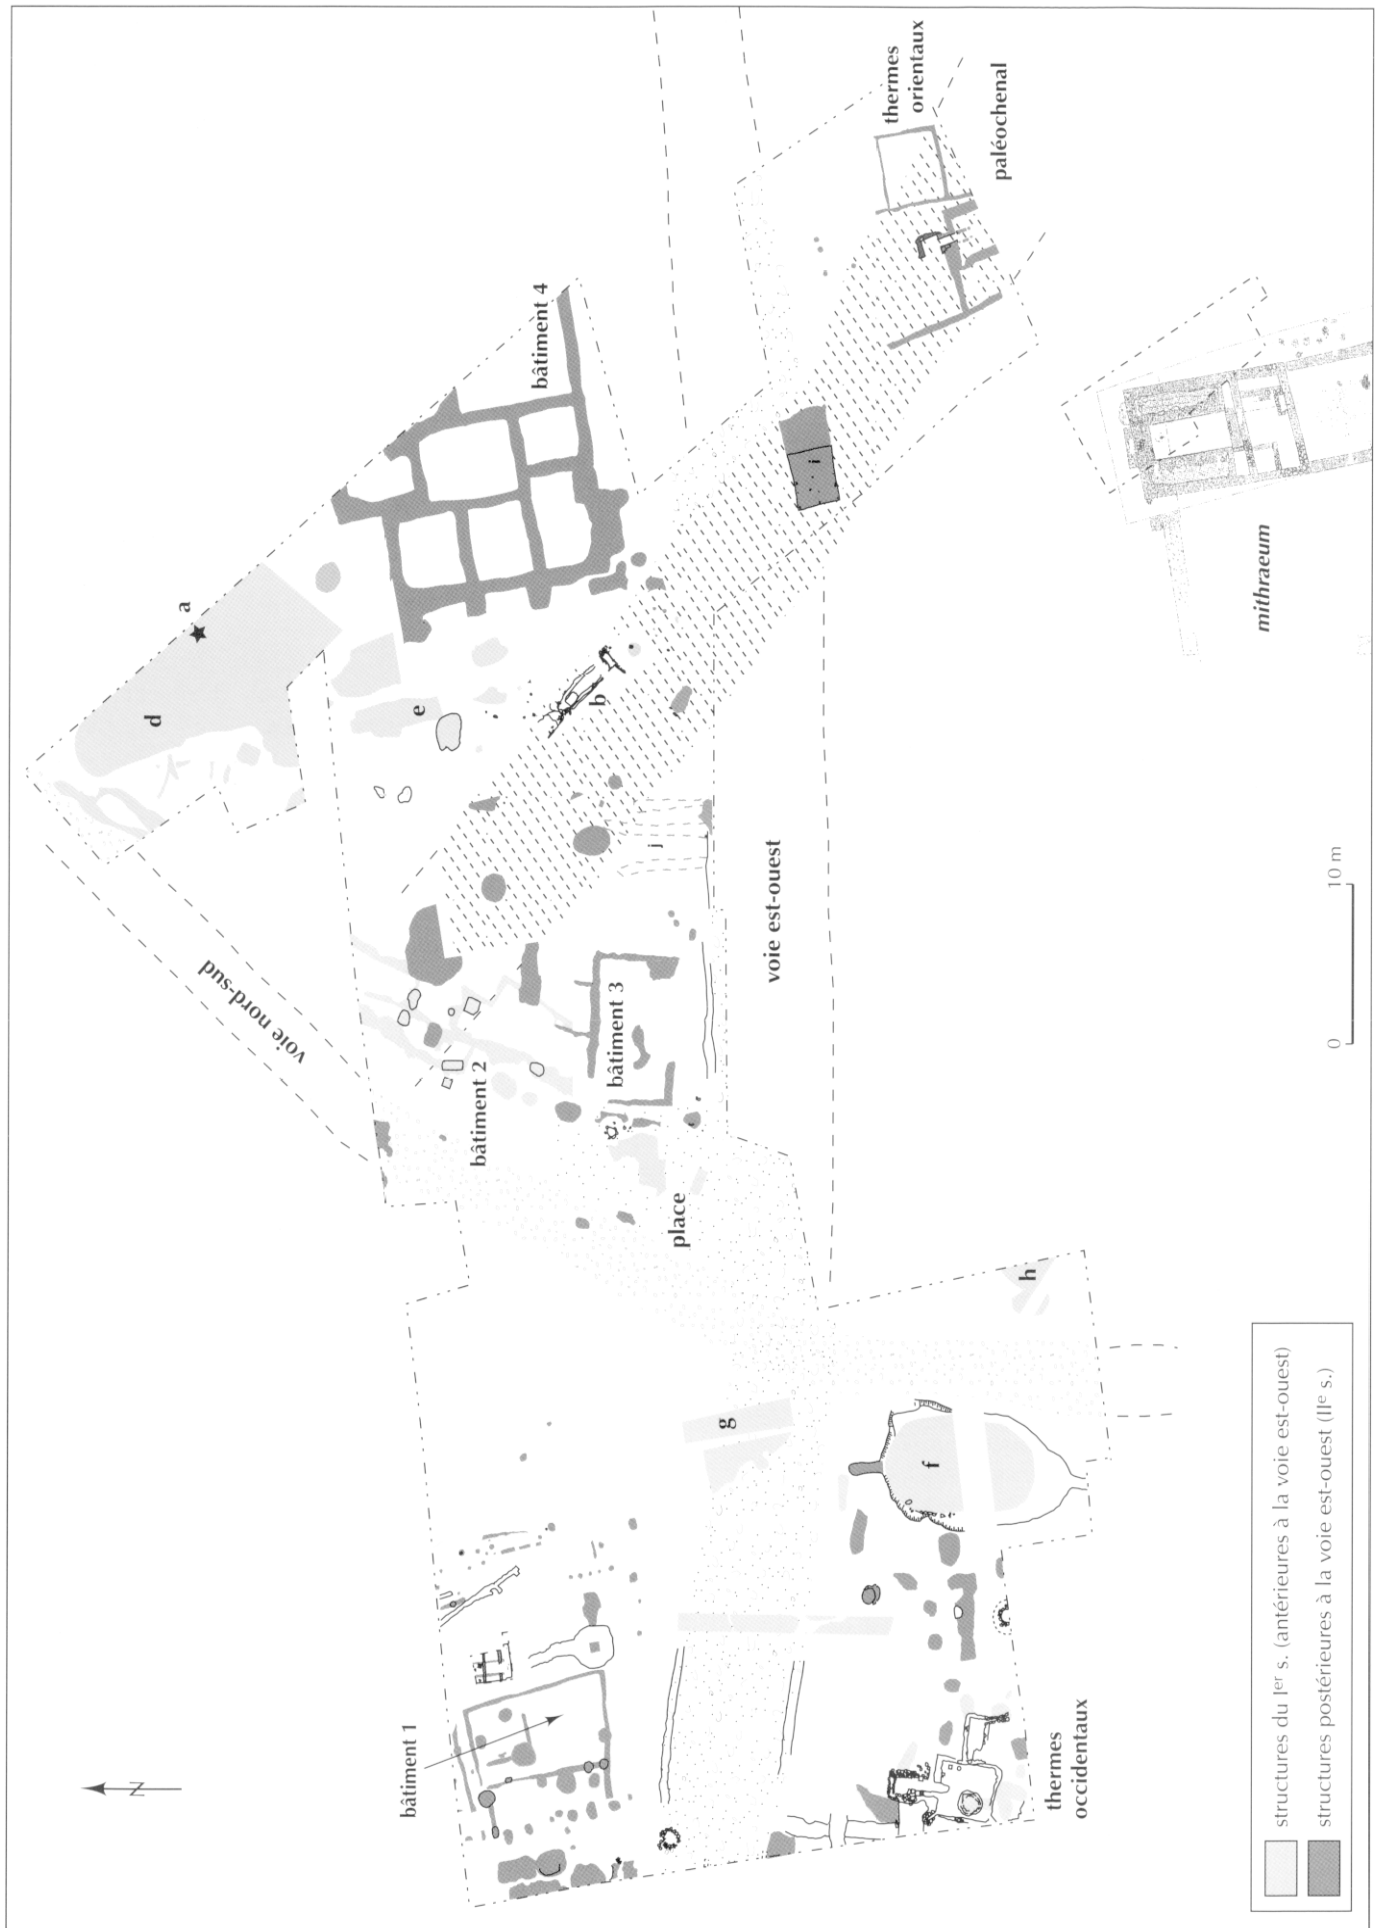 thermes
orientaux
paléochenal
bâtiment 4
a
d
e
b
i
mithraeum
j
voie nord-sud
voie est-ouest
bâtiment 3
bâtiment 2
place
h
g
f
bâtiment 1
N
thermes
occidentaux
0 10 m
structures du Ier s. (antérieures à la voie est-ouest)
structures postérieures à la voie est-ouest (IIe s.)